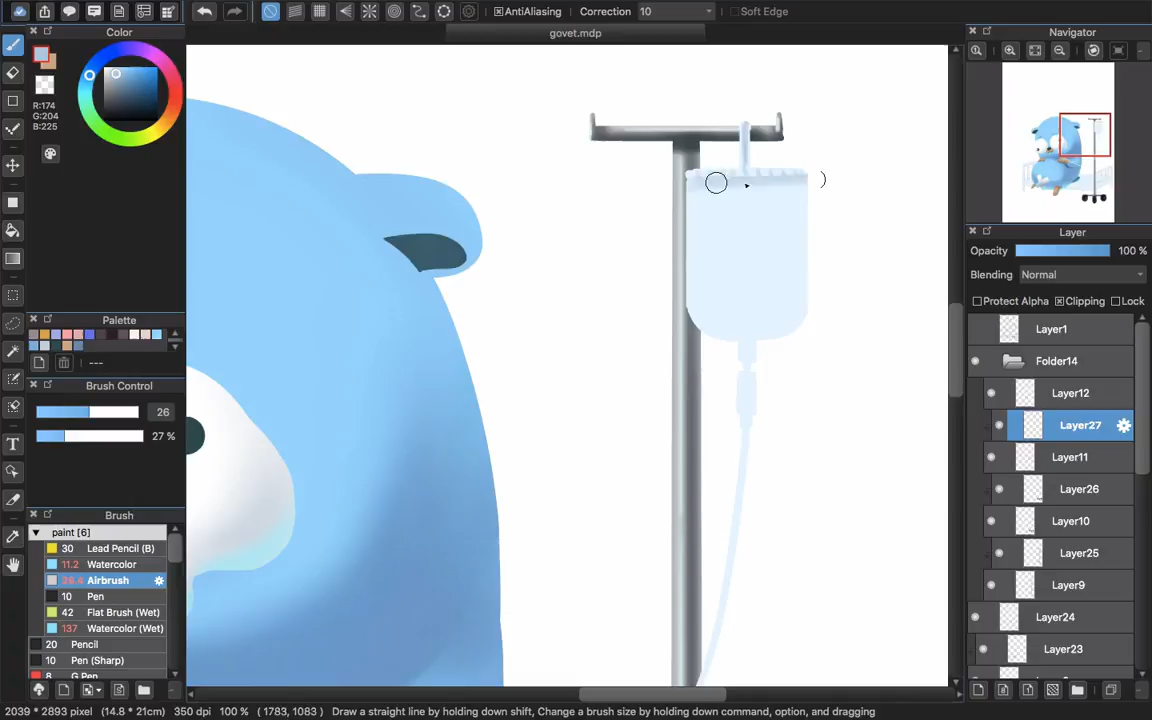 AntiAliasing Correction 10 Soft Edge
govet.mdp
Color
R:174
G:204
B:225
Palette
---
Brush Control
26
27 %
Brush
paint [6]
30 Lead Pencil (B)
11.2 Watercolor
26.4 Airbrush
10 Pen
42 Flat Brush (Wet)
137 Watercolor (Wet)
20 Pencil
10 Pen (Sharp)
8 G Pen
Navigator
Layer
Opacity 100 %
Blending Normal
Protect Alpha Clipping Lock
Layer1
Folder14
Layer12
Layer27
Layer11
Layer26
Layer10
Layer25
Layer9
Layer24
Layer23
2039 * 2893 pixel (14.8 * 21cm) 350 dpi 100 % (1783, 1083) Draw a straight line by holding down shift, Change a brush size by holding down command, option, and dragging